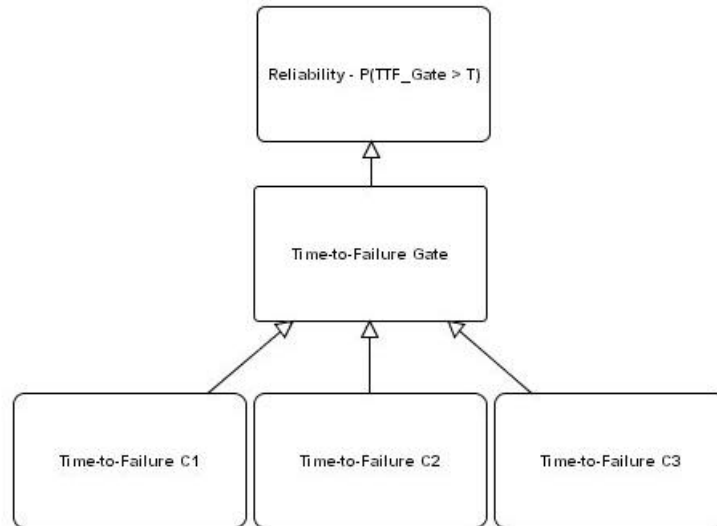 Reliability - P(TTF_Gate > T)
Time-to-Failure Gate
Time-to-Failure C1
Time-to-Failure C2
Time-to-Failure C3